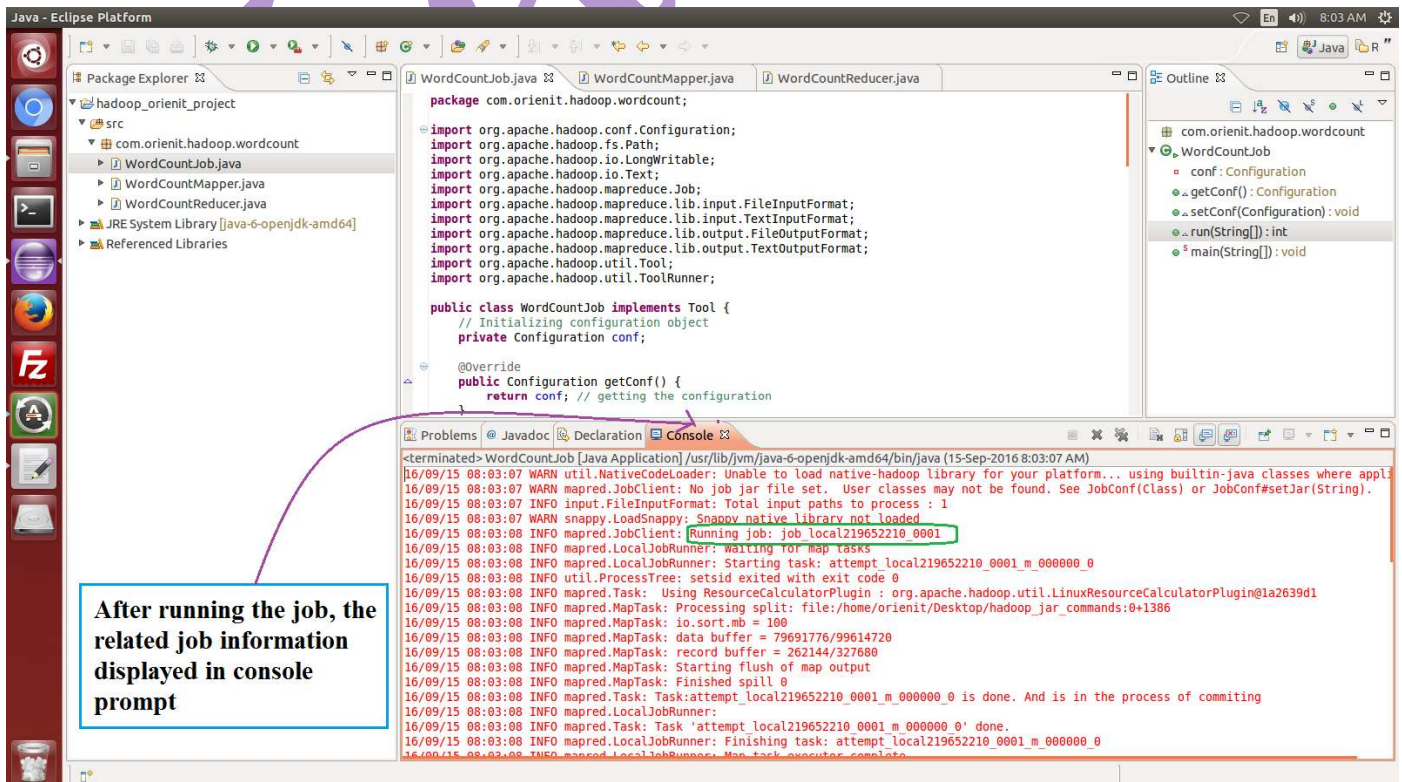 Java - Eclipse Platform
En 8:03 AM
Java R "
Package Explorer
hadoop_orienit_project
src
com.orienit.hadoop.wordcount
WordCountJob.java
WordCountMapper.java
WordCountReducer.java
JRE System Library [java-6-openjdk-amd64]
Referenced Libraries
WordCountJob.java WordCountMapper.java WordCountReducer.java
package com.orienit.hadoop.wordcount;
import org.apache.hadoop.conf.Configuration;
import org.apache.hadoop.fs.Path;
import org.apache.hadoop.io.LongWritable;
import org.apache.hadoop.io.Text;
import org.apache.hadoop.mapreduce.Job;
import org.apache.hadoop.mapreduce.lib.input.FileInputFormat;
import org.apache.hadoop.mapreduce.lib.input.TextInputFormat;
import org.apache.hadoop.mapreduce.lib.output.FileOutputFormat;
import org.apache.hadoop.mapreduce.lib.output.TextOutputFormat;
import org.apache.hadoop.util.Tool;
import org.apache.hadoop.util.ToolRunner;
public class WordCountJob implements Tool {
// Initializing configuration object
private Configuration conf;
@Override
public Configuration getConf() {
return conf; // getting the configuration
}
Outline
com.orienit.hadoop.wordcount
WordCountJob
conf : Configuration
getConf() : Configuration
setConf(Configuration) : void
run(String[]) : int
main(String[]) : void
Problems @ Javadoc Declaration Console
<terminated> WordCountJob [Java Application] /usr/lib/jvm/java-6-openjdk-amd64/bin/java (15-Sep-2016 8:03:07 AM)
16/09/15 08:03:07 WARN util.NativeCodeLoader: Unable to load native-hadoop library for your platform... using builtin-java classes where appli
16/09/15 08:03:07 WARN mapred.JobClient: No job jar file set.  User classes may not be found. See JobConf(Class) or JobConf#setJar(String).
16/09/15 08:03:07 INFO input.FileInputFormat: Total input paths to process : 1
16/09/15 08:03:07 WARN snappy.LoadSnappy: Snappy native library not loaded
16/09/15 08:03:08 INFO mapred.JobClient: Running job: job_local219652210_0001
16/09/15 08:03:08 INFO mapred.LocalJobRunner: Waiting for map tasks
16/09/15 08:03:08 INFO mapred.LocalJobRunner: Starting task: attempt_local219652210_0001_m_000000_0
16/09/15 08:03:08 INFO util.ProcessTree: setsid exited with exit code 0
16/09/15 08:03:08 INFO mapred.Task:  Using ResourceCalculatorPlugin : org.apache.hadoop.util.LinuxResourceCalculatorPlugin@1a2639d1
16/09/15 08:03:08 INFO mapred.MapTask: Processing split: file:/home/orienit/Desktop/hadoop_jar_commands:0+1386
16/09/15 08:03:08 INFO mapred.MapTask: io.sort.mb = 100
16/09/15 08:03:08 INFO mapred.MapTask: data buffer = 79691776/99614720
16/09/15 08:03:08 INFO mapred.MapTask: record buffer = 262144/327680
16/09/15 08:03:08 INFO mapred.MapTask: Starting flush of map output
16/09/15 08:03:08 INFO mapred.MapTask: Finished spill 0
16/09/15 08:03:08 INFO mapred.Task: Task:attempt_local219652210_0001_m_000000_0 is done. And is in the process of commiting
16/09/15 08:03:08 INFO mapred.LocalJobRunner:
16/09/15 08:03:08 INFO mapred.Task: Task 'attempt_local219652210_0001_m_000000_0' done.
16/09/15 08:03:08 INFO mapred.LocalJobRunner: Finishing task: attempt_local219652210_0001_m_000000_0
16/09/15 08:03:08 INFO mapred.LocalJobRunner: Map task executor complete
After running the job, the
related job information
displayed in console
prompt